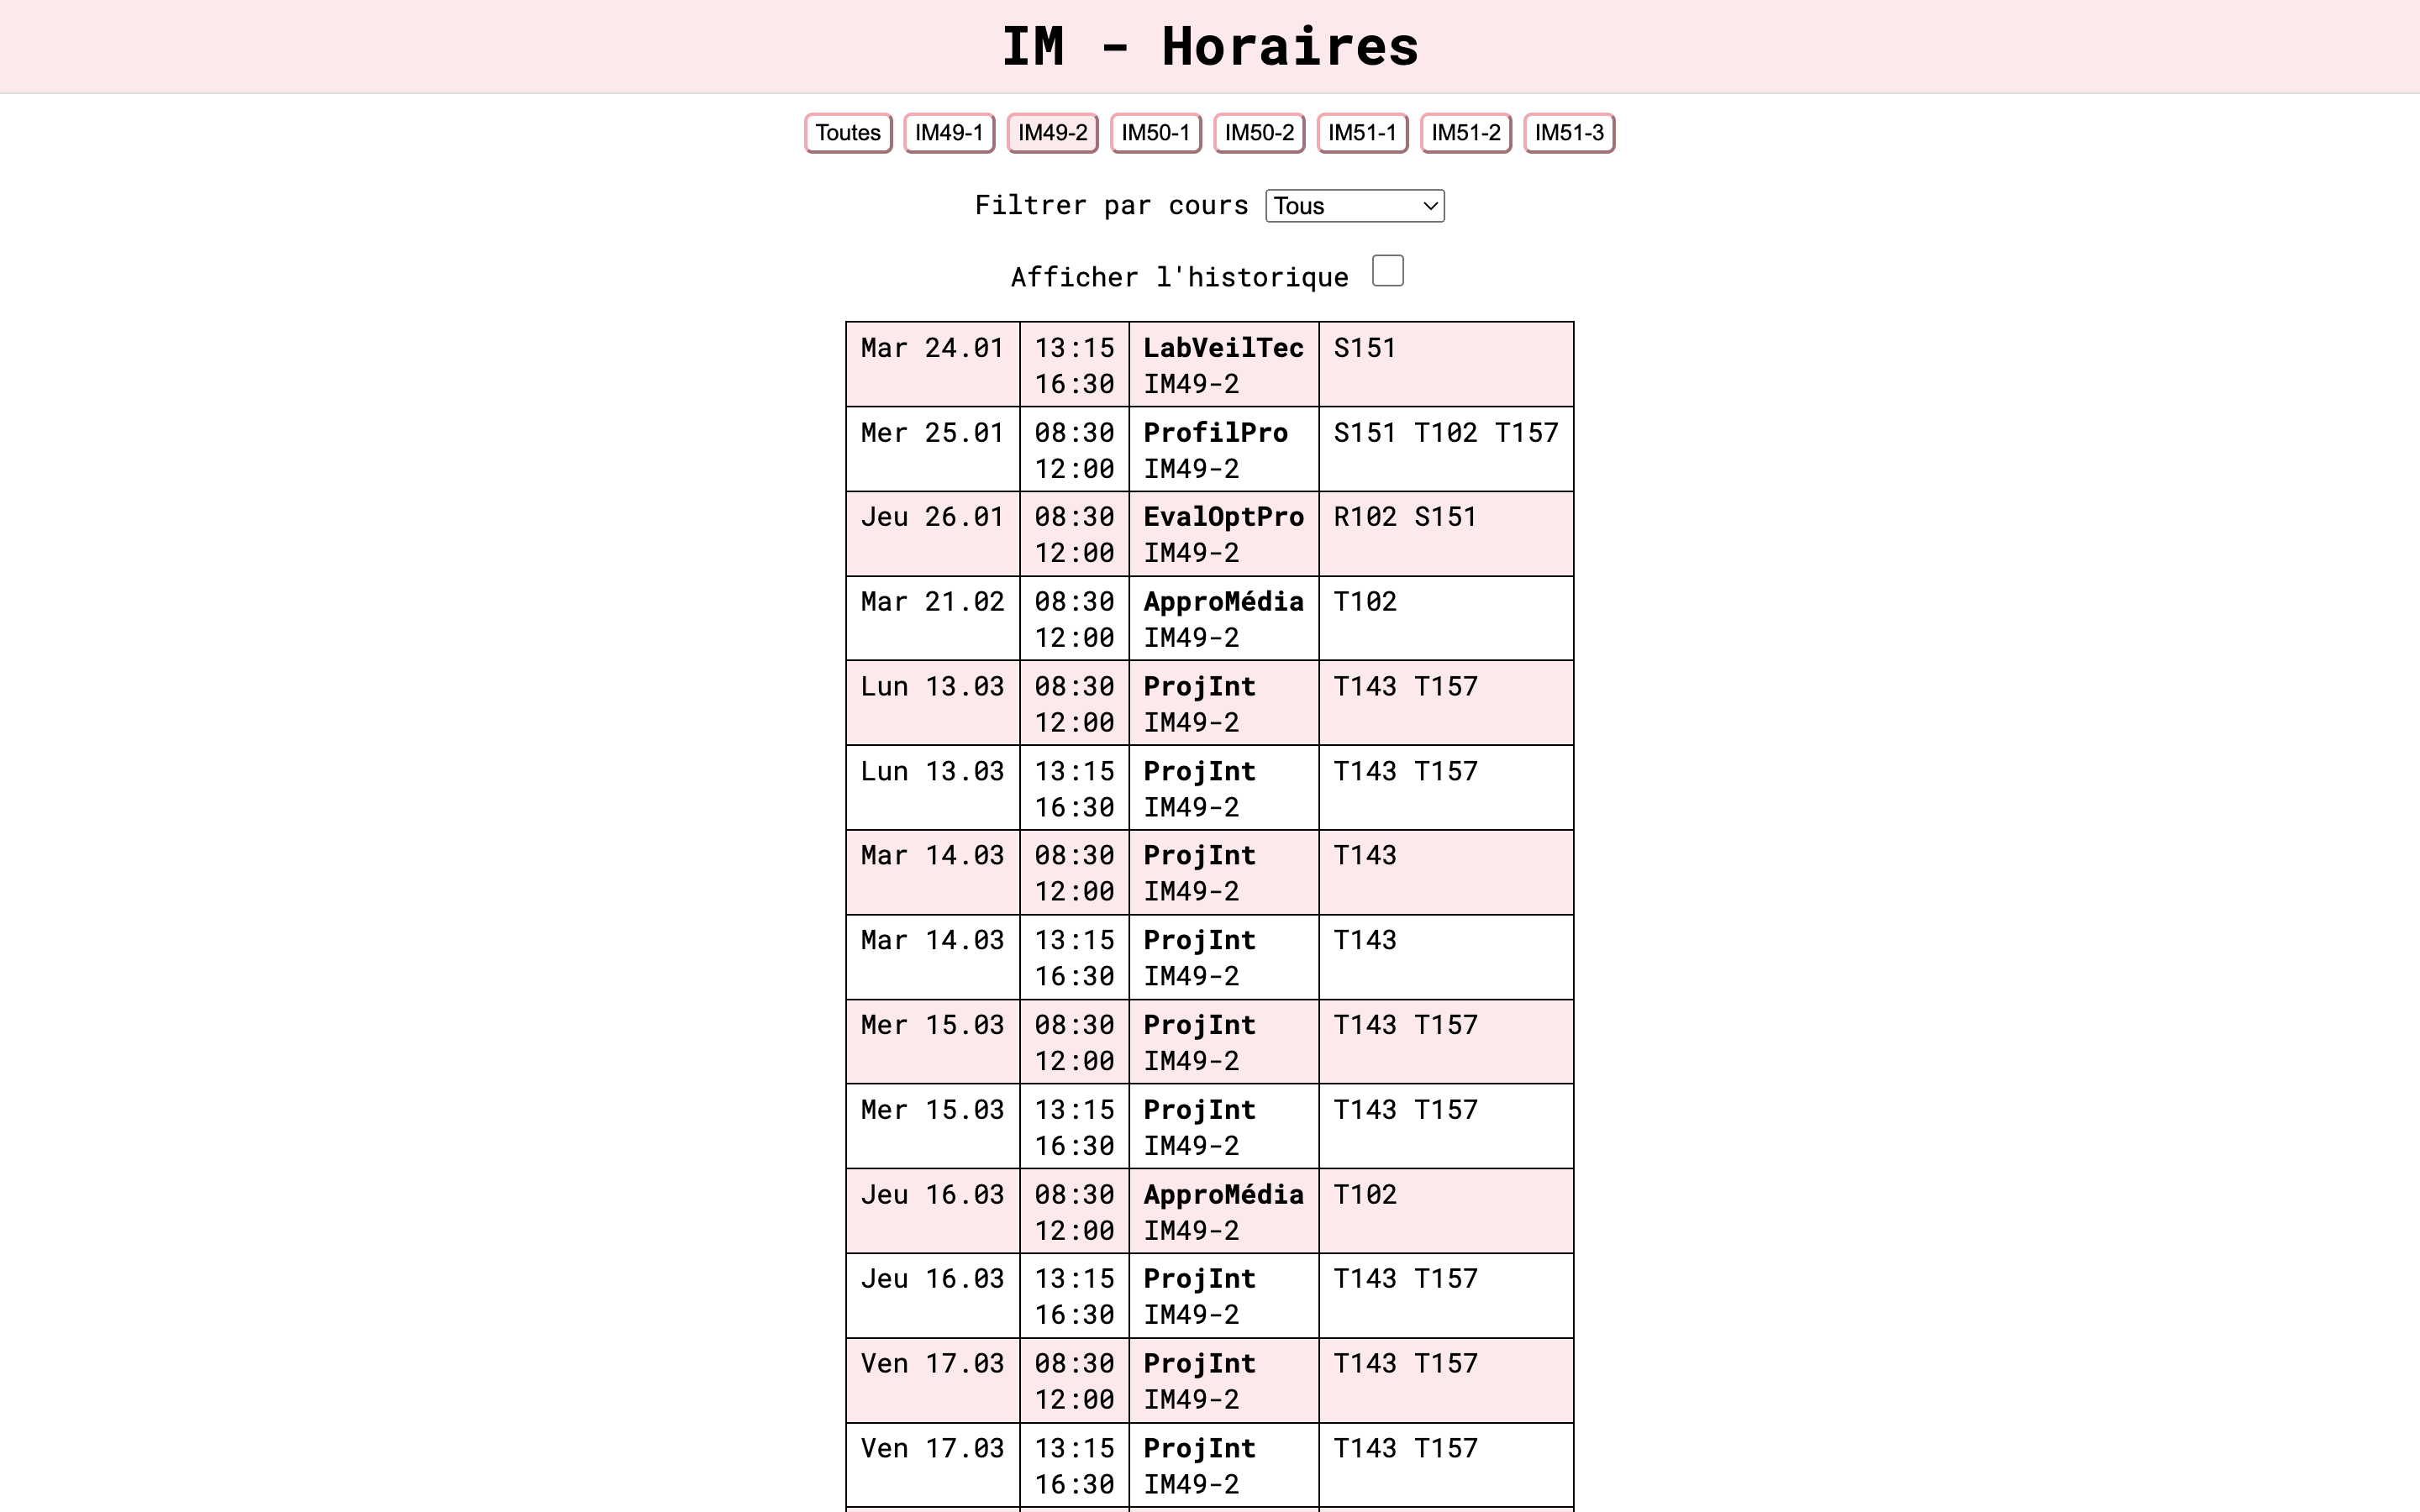 IM - Horaires
Toutes IM49-1 IM49-2 IM50-1 IM50-2 IM51-1 IM51-2 IM51-3
Filtrer par cours Tous
Afficher l'historique
Mar 24.01 13:15 LabVeilTec S151
16:30 IM49-2
Mer 25.01 08:30 ProfilPro S151 T102 T157
12:00 IM49-2
Jeu 26.01 08:30 EvalOptPro R102 S151
12:00 IM49-2
Mar 21.02 08:30 ApproMédia T102
12:00 IM49-2
Lun 13.03 08:30 ProjInt T143 T157
12:00 IM49-2
Lun 13.03 13:15 ProjInt T143 T157
16:30 IM49-2
Mar 14.03 08:30 ProjInt T143
12:00 IM49-2
Mar 14.03 13:15 ProjInt T143
16:30 IM49-2
Mer 15.03 08:30 ProjInt T143 T157
12:00 IM49-2
Mer 15.03 13:15 ProjInt T143 T157
16:30 IM49-2
Jeu 16.03 08:30 ApproMédia T102
12:00 IM49-2
Jeu 16.03 13:15 ProjInt T143 T157
16:30 IM49-2
Ven 17.03 08:30 ProjInt T143 T157
12:00 IM49-2
Ven 17.03 13:15 ProjInt T143 T157
16:30 IM49-2